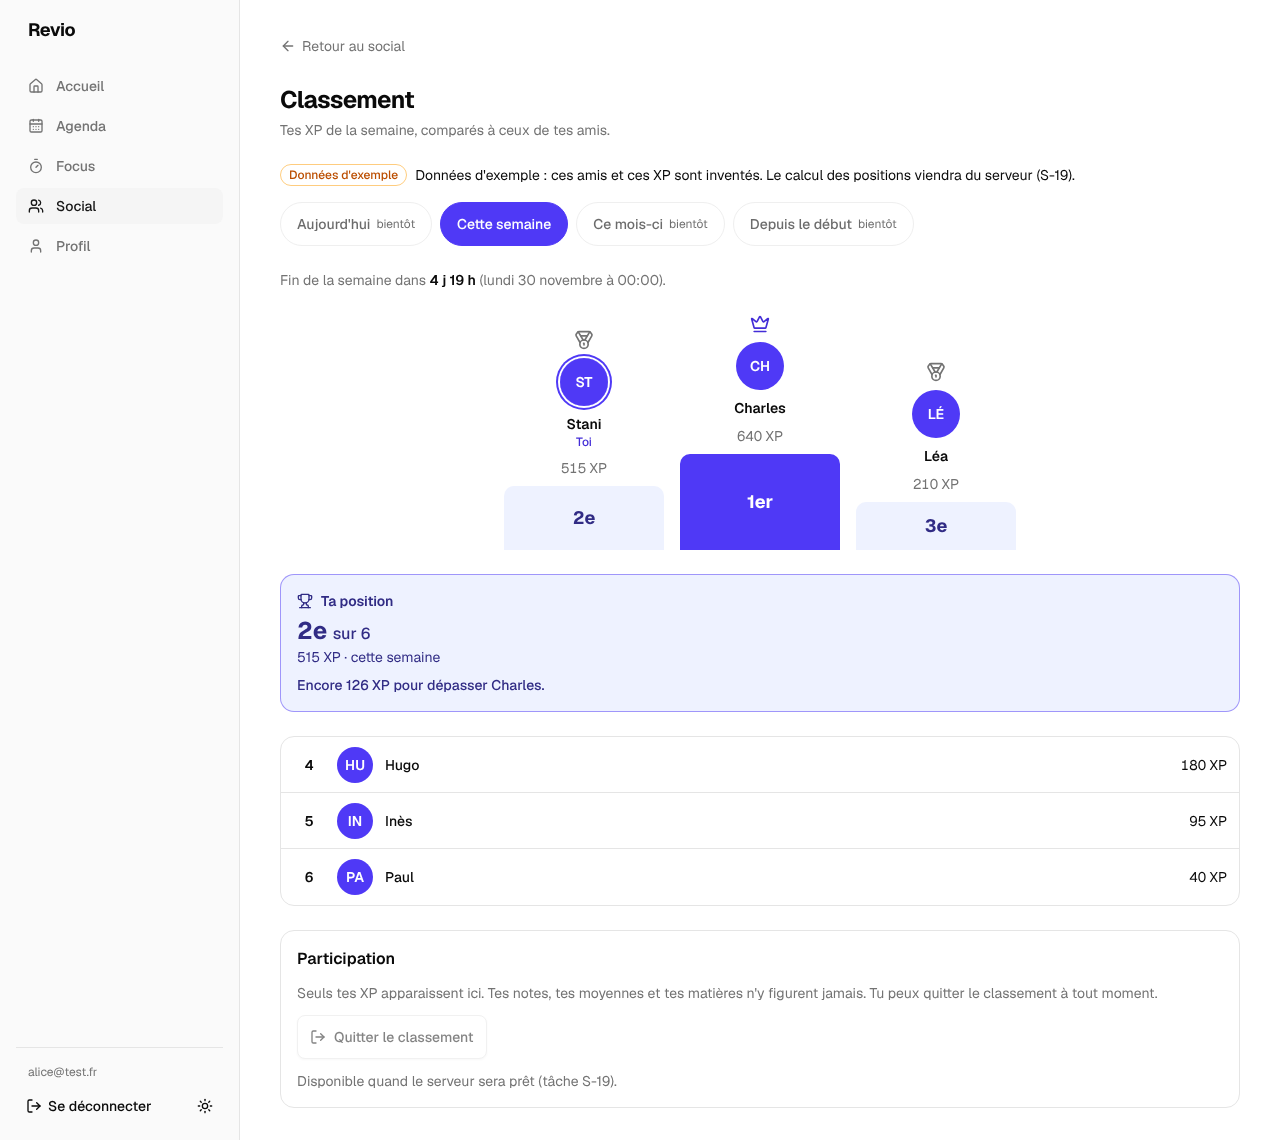 Revio
Accueil
Agenda
Focus
Social
Profil
alice@test.fr
Se déconnecter
Retour au social
Classement
Tes XP de la semaine, comparés à ceux de tes amis.
Données d'exemple Données d'exemple : ces amis et ces XP sont inventés. Le calcul des positions viendra du serveur (S-19).
Aujourd'hui bientôt Cette semaine Ce mois-ci bientôt Depuis le début bientôt
Fin de la semaine dans 4 j 19 h (lundi 30 novembre à 00:00).
ST
Stani
Toi
515 XP
2e
CH
Charles
640 XP
1er
LÉ
Léa
210 XP
3e
Ta position
2e sur 6
515 XP · cette semaine
Encore 126 XP pour dépasser Charles.
4 HU Hugo 180 XP
5 IN Inès 95 XP
6 PA Paul 40 XP
Participation
Seuls tes XP apparaissent ici. Tes notes, tes moyennes et tes matières n'y figurent jamais. Tu peux quitter le classement à tout moment.
Quitter le classement
Disponible quand le serveur sera prêt (tâche S-19).